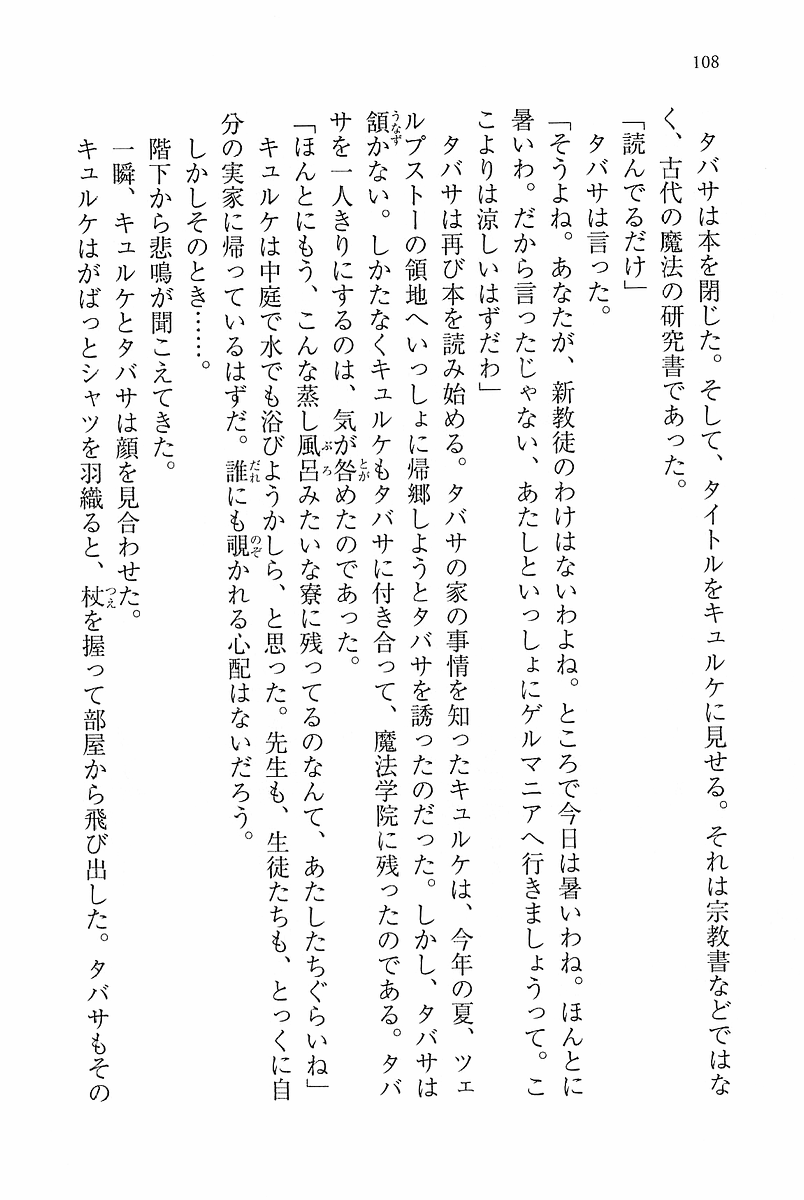 108
タバサは本を閉じた。そして、タイトルをキュルケに見せる。それは宗教書などではな
く、古代の魔法の研究書であった。
「読んでるだけ」
タバサは言った。
「そうよね。あなたが、新教徒のわけはないわよね。ところで今日は暑いわね。ほんとに
暑いわ。だから言ったじゃない、あたしといっしょにゲルマニアへ行きましょうって。こ
こよりは涼しいはずだわ」
タバサは再び本を読み始める。タバサの家の事情を知ったキュルケは、今年の夏、ツェ
ルプストーの領地へいっしょに帰郷しようとタバサを誘ったのだった。しかし、タバサは
頷かない。しかたなくキュルケもタバサに付き合って、魔法学院に残ったのである。タバ
サを一人きりにするのは、気が咎めたのであった。
「ほんとにもう、こんな蒸し風呂みたいな寮に残ってるのなんて、あたしたちぐらいね」
キュルケは中庭で水でも浴びようかしら、と思った。先生も、生徒たちも、とっくに自
分の実家に帰っているはずだ。誰にも覗かれる心配はないだろう。
しかしそのとき……。
階下から悲鳴が聞こえてきた。
一瞬、キュルケとタバサは顔を見合わせた。
キュルケはがばっとシャツを羽織ると、杖を握って部屋から飛び出した。タバサもその